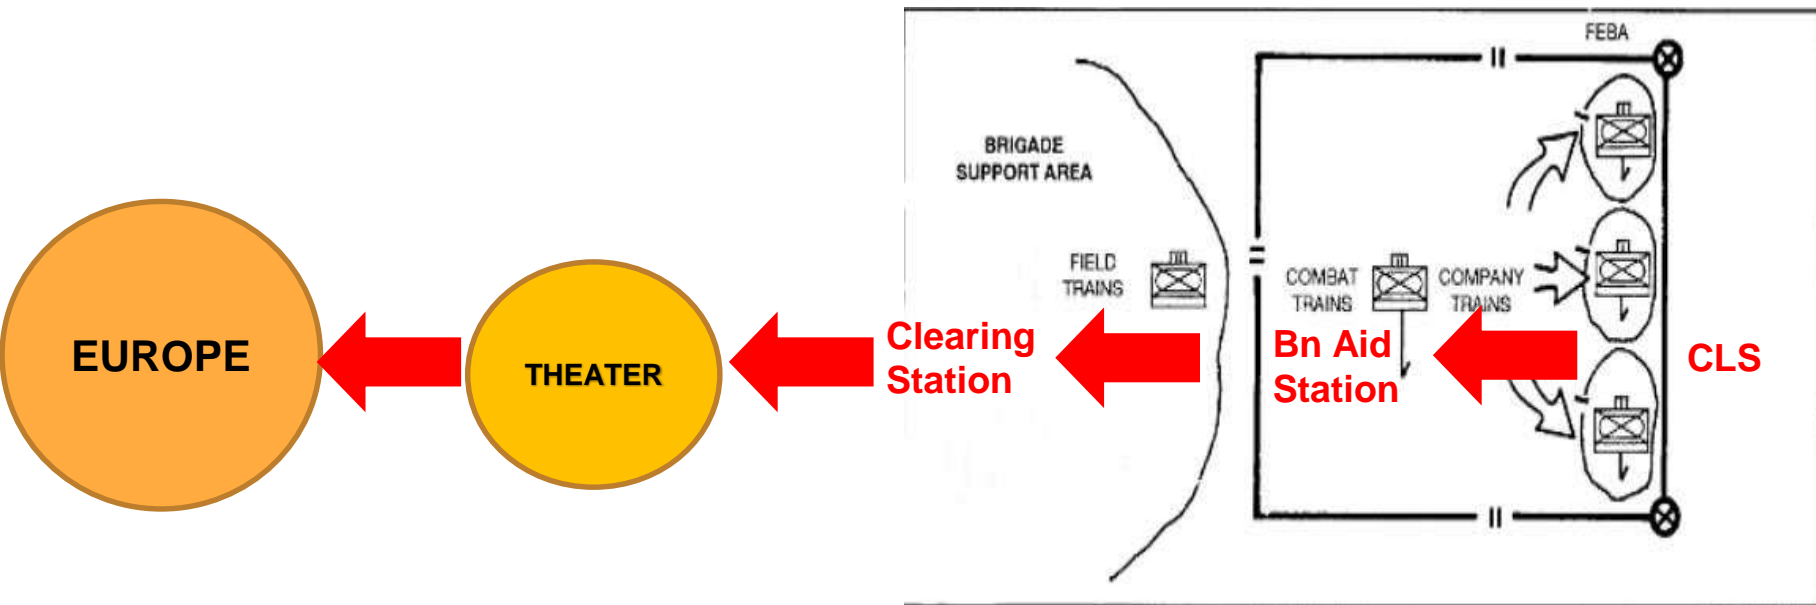 FEBA
BRIGADE
SUPPORT AREA
FIELD
TRAINS
COMBAT
TRAINS
COMPANY
TRAINS
EUROPE
THEATER
Clearing
Station
Bn Aid
Station
CLS